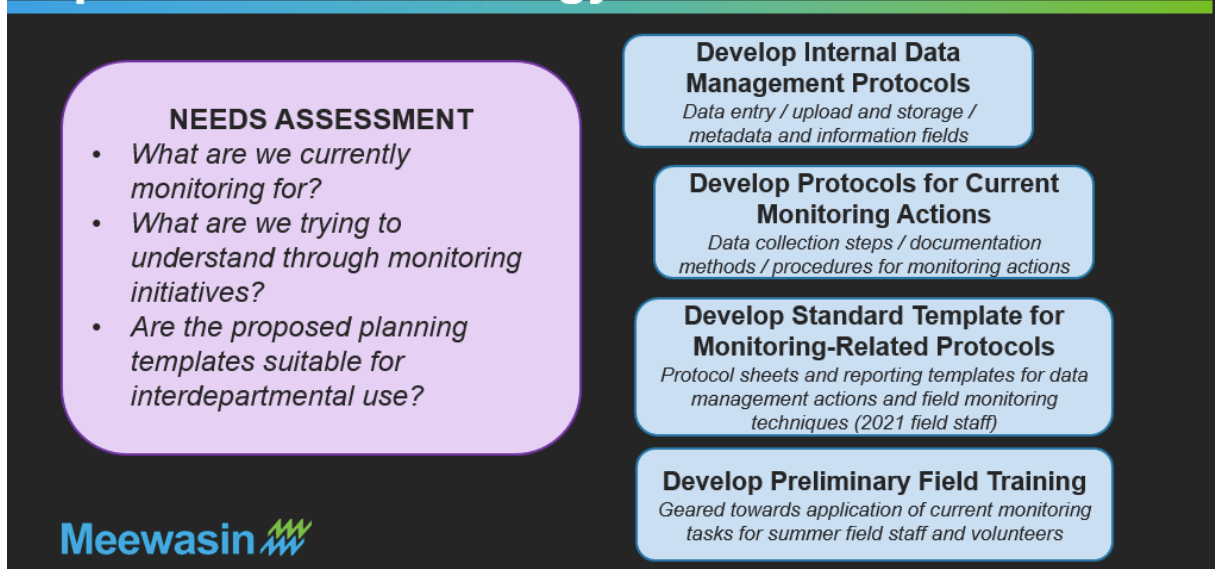 NEEDS ASSESSMENT
• What are we currently
monitoring for?
• What are we trying to
understand through monitoring
initiatives?
• Are the proposed planning
templates suitable for
interdepartmental use?
Develop Internal Data
Management Protocols
Data entry / upload and storage /
metadata and information fields
Develop Protocols for Current
Monitoring Actions
Data collection steps / documentation
methods / procedures for monitoring actions
Develop Standard Template for
Monitoring-Related Protocols
Protocol sheets and reporting templates for data
management actions and field monitoring
techniques (2021 field staff)
Develop Preliminary Field Training
Geared towards application of current monitoring
tasks for summer field staff and volunteers
Meewasin